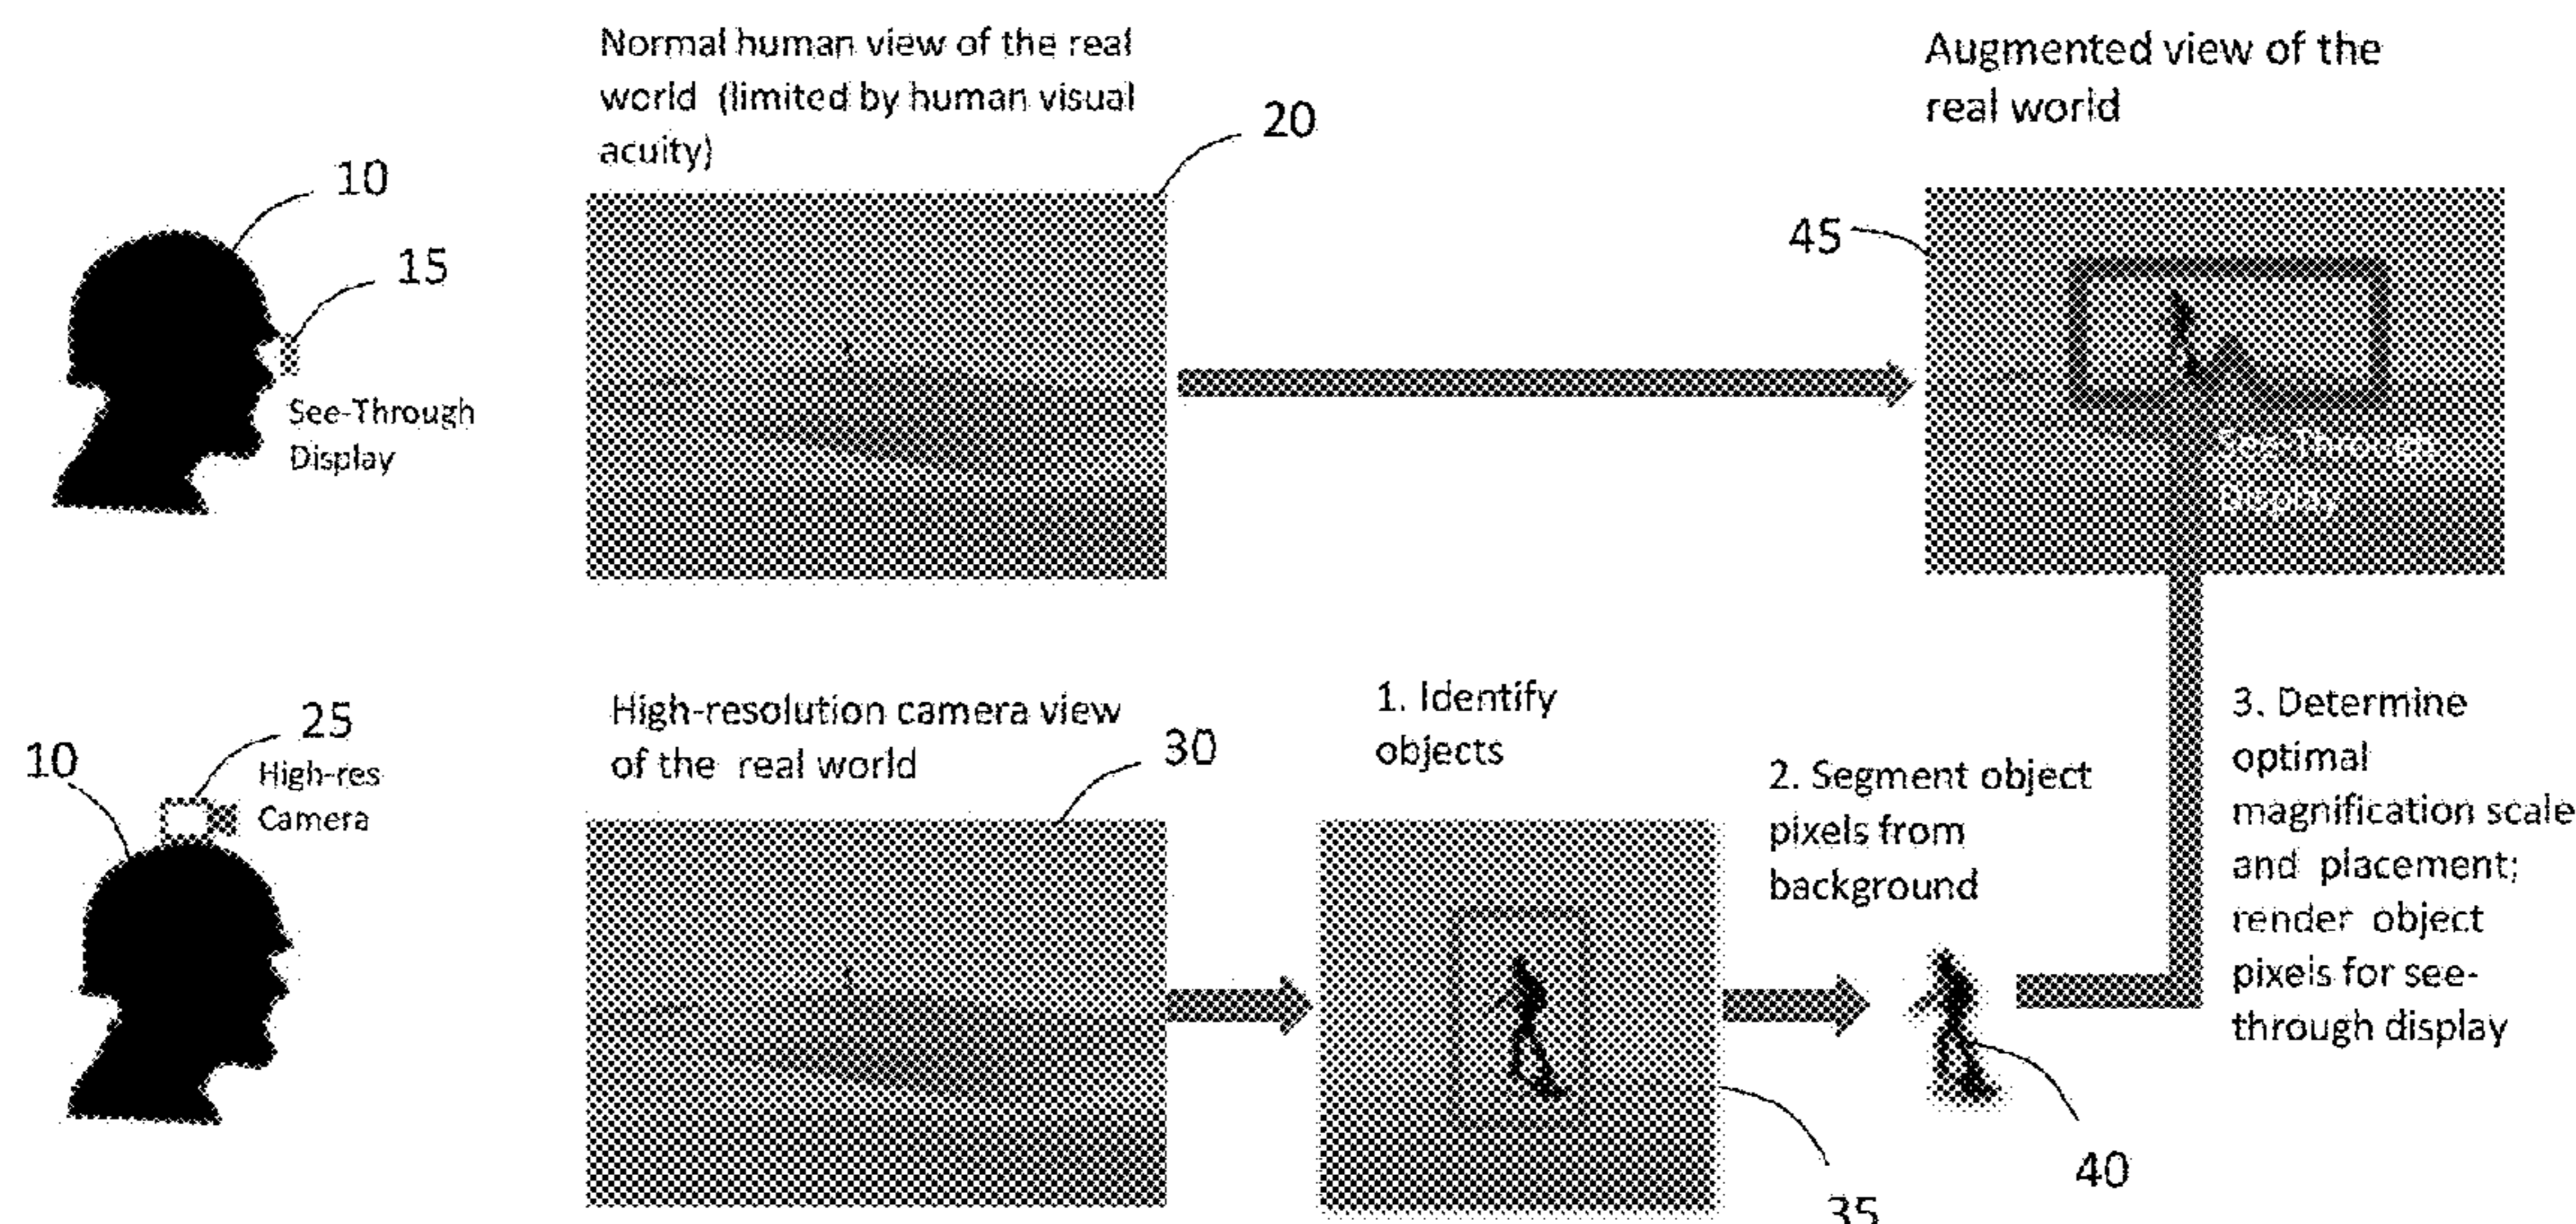 Normal human view of the real
world (limited by human visual
acuity)
20
Augmented view of the
real world
10
15
45
See-Through
Display
See-Through
Display
25
10
High-res
Camera
High-resolution camera view
of the real world
30
1. Identify
objects
2. Segment object
pixels from
background
3. Determine
optimal
magnification scale
and placement;
render object
pixels for see-
through display
40
35